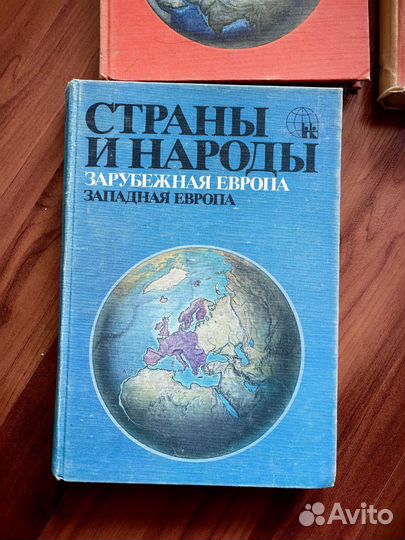 СТРАНЫ
И НАРОДЫ
ЗАРУБЕЖНАЯ ЕВРОПА
ЗАПАДНАЯ ЕВРОПА
Avito